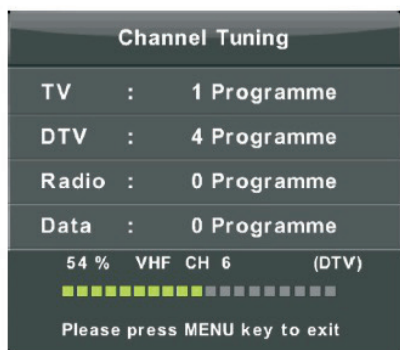 Channel Tuning
TV : 1 Programme
DTV : 4 Programme
Radio : 0 Programme
Data : 0 Programme
54 % VHF CH 6 (DTV)
Please press MENU key to exit